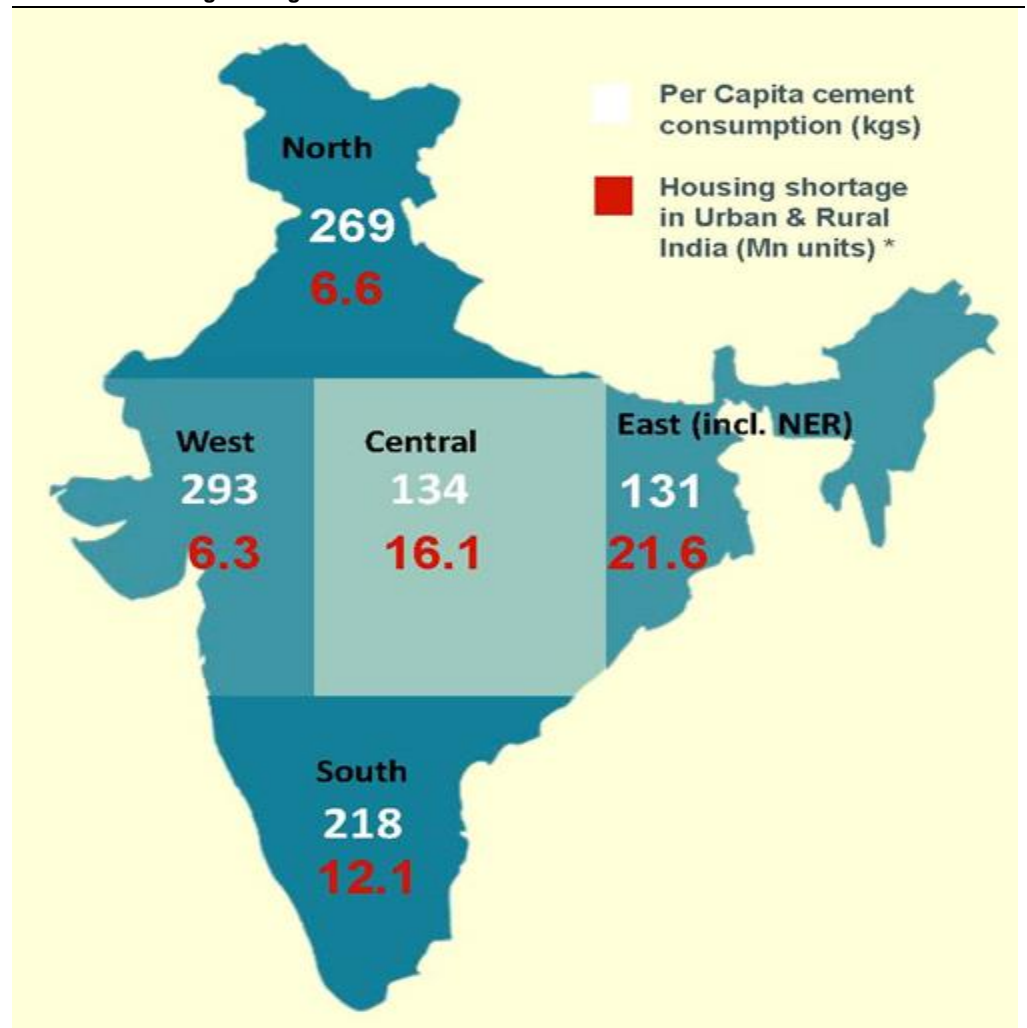 Per Capita cement
consumption (kgs)
Housing shortage
in Urban & Rural
India (Mn units) *
North
269
6.6
West
293
6.3
Central
134
16.1
East (incl. NER)
131
21.6
South
218
12.1